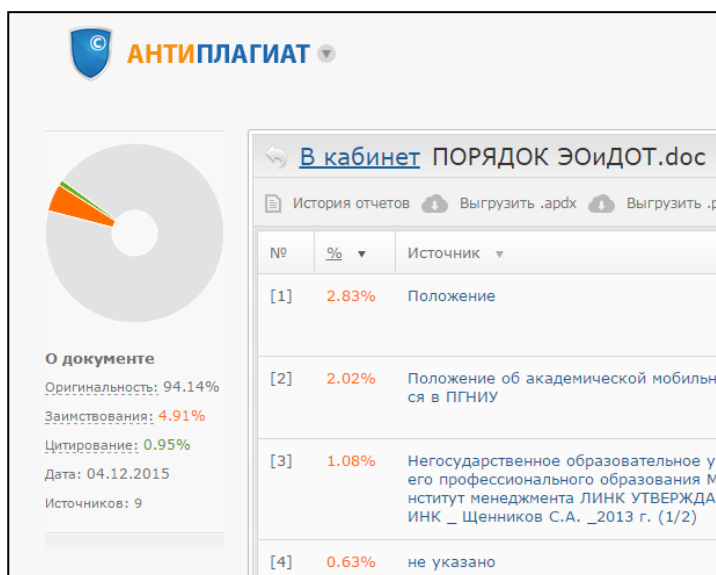 ©
АНТИПЛАГИАТ
В кабинет ПОРЯДОК ЭОиДОТ.doc
История отчетов Выгрузить .apdx Выгрузить
№ % Источник
[1] 2.83% Положение
[2] 2.02% Положение об академической
ся в ПГНИУ
[3] 1.08% Негосударственное образовательное
его профессионального образования
нститут менеджмента ЛИНК
ИНК _ Щенников С.А. _2013 г. (1/2)
[4] 0.63% не указано
О документе
Оригинальность: 94.14%
Заимствования: 4.91%
Цитирование: 0.95%
Дата: 04.12.2015
Источников: 9